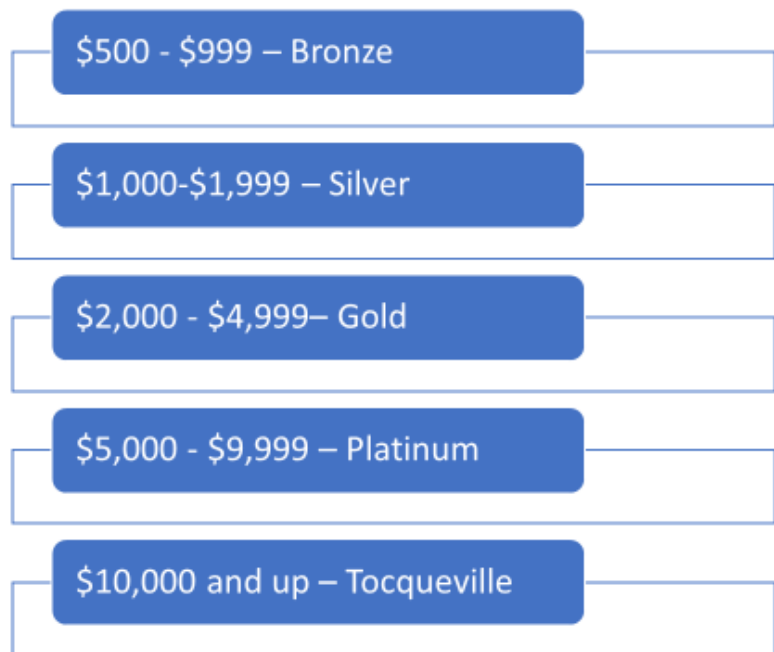 $500 - $999 – Bronze
$1,000-$1,999 – Silver
$2,000 - $4,999– Gold
$5,000 - $9,999 – Platinum
$10,000 and up – Tocqueville